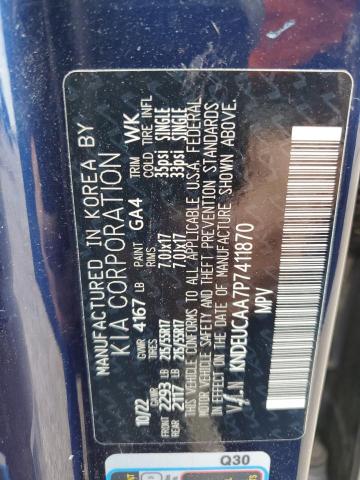 MANUFACTURED IN KOREA BY
KIA CORPORATION
10/22 GVWR 4167 LB GA4 TRIM WK
TIRES RIMS COLD TIRE INFL
FRONT 2293 LB 215/55R17 7.0JX17 35psi SINGLE
REAR 2117 LB 215/55R17 7.0JX17 33psi SINGLE
THIS VEHICLE CONFORMS TO ALL APPLICABLE U.S.A. FEDERAL
MOTOR VEHICLE SAFETY, BUMPER, AND THEFT PREVENTION STANDARDS
IN EFFECT ON THE DATE OF MANUFACTURE SHOWN ABOVE.
V.I.N KNDEUCAA7P7411870
MPV
Q30